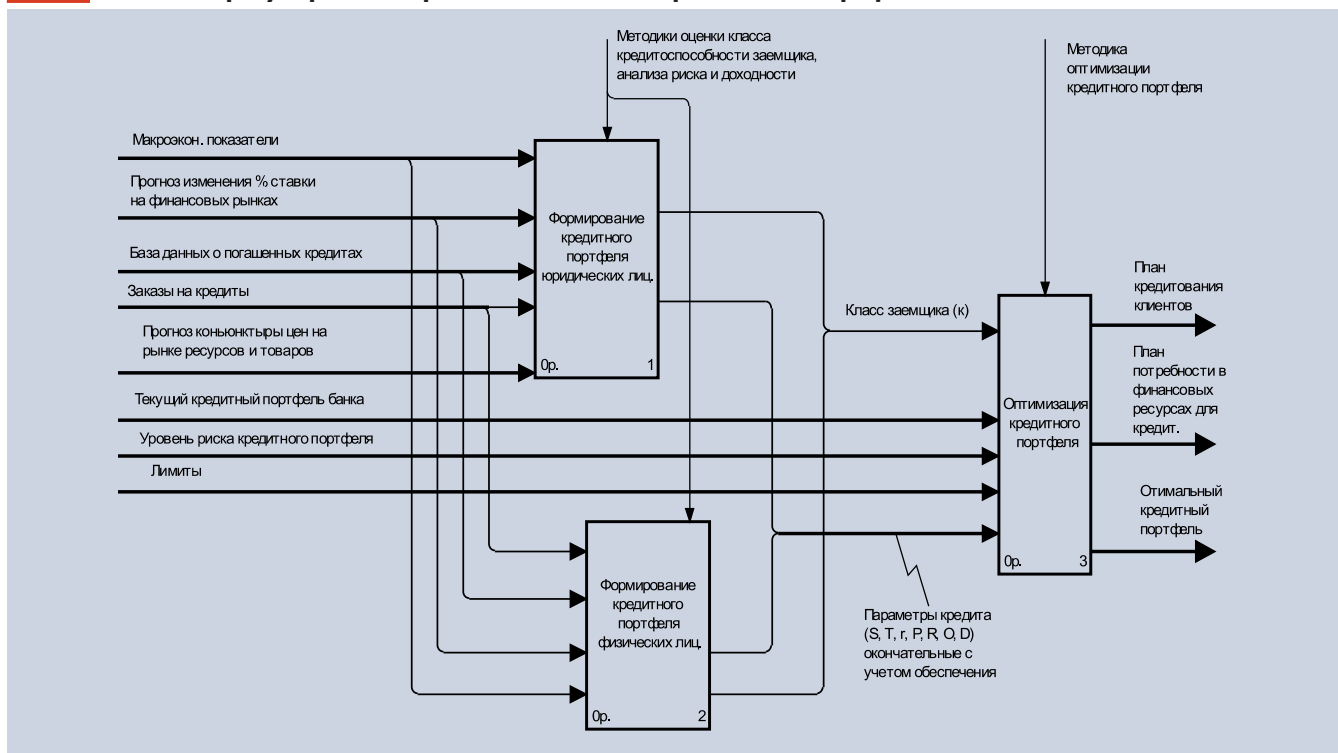 Методики оценки класса
кредитоспособности заемщика,
анализа риска и доходности
Методика
оптимизации
кредитного портфеля
Макроэкон. показатели
Прогноз изменения % ставки
на финансовых рынках
База данных о погашенных кредитах
Заказы на кредиты
Прогноз коньюнктыры цен на
рынке ресурсов и товаров
Текущий кредитный портфель банка
Уровень риска кредитного портфеля
Лимиты
Формирование
кредитного
портфеля
юридических лиц.
0р. 1
Класс заемщика (к)
План
кредитования
клиентов
План
потребности в
финансовых
ресурсах для
кредит.
Оптимизация
кредитного
портфеля
0р. 3
Отимальный
кредитный
портфель
Формирование
кредитного
портфеля
физических лиц.
0р. 2
Параметры кредита
(S, T, r, P, R, O, D)
окончательные с
учетом обеспечения